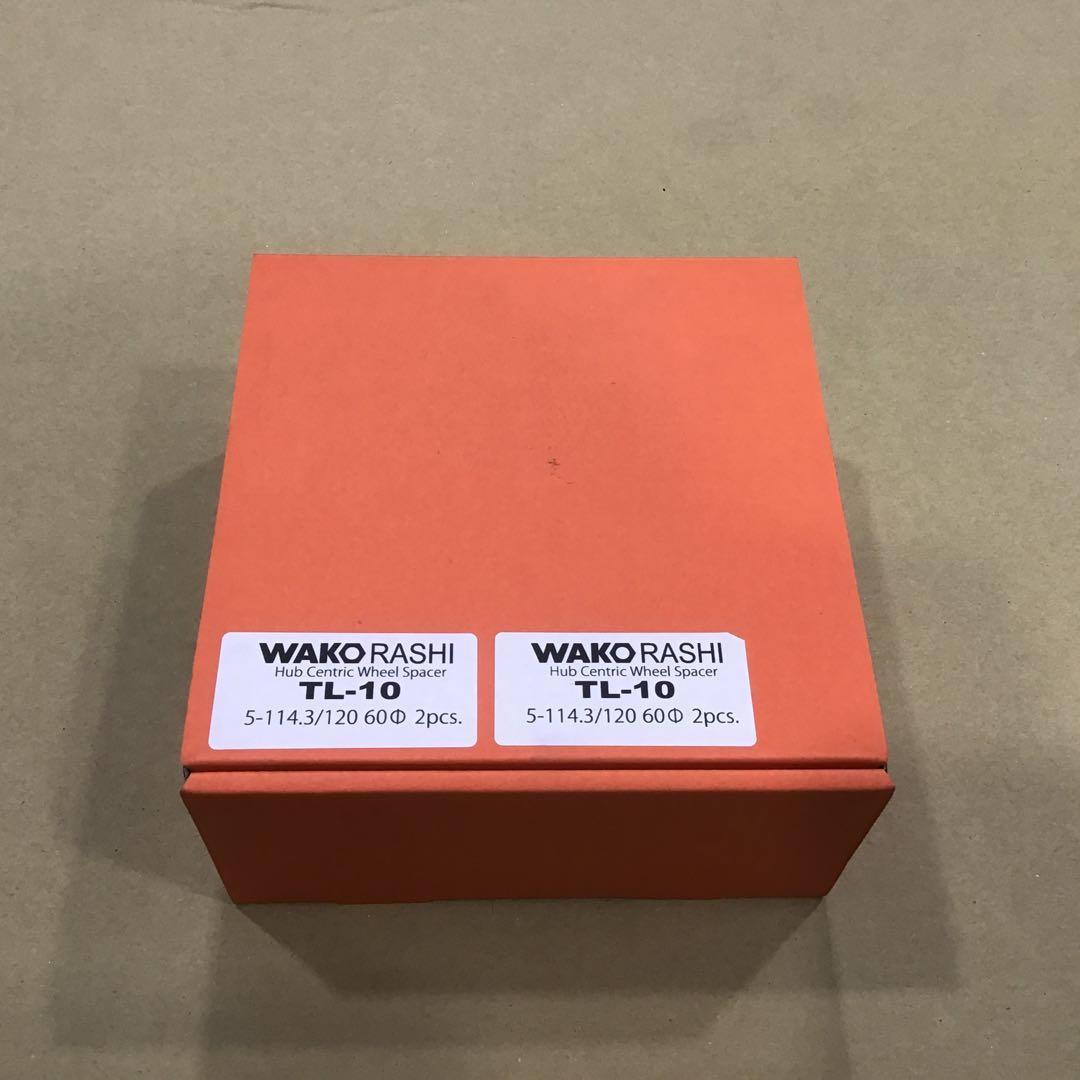 WAKO RASHI
Hub Centric Wheel Spacer
TL-10
5-114.3/120 60Φ 2pcs.
WAKO RASHI
Hub Centric Wheel Spacer
TL-10
5-114.3/120 60Φ 2pcs.